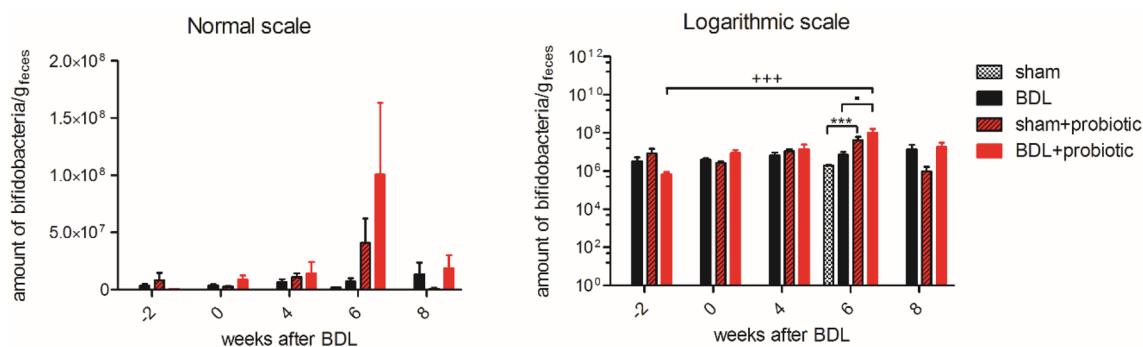 Normal scale
amount of bifidobacteria/g_feces
2.0×10⁸
1.5×10⁸
1.0×10⁸
5.0×10⁷
0
-2 0 4 6 8
weeks after BDL
Logarithmic scale
amount of bifidobacteria/g_feces
10¹²
10¹⁰
10⁸
10⁶
10⁴
10²
10⁰
+++
▪
***
-2 0 4 6 8
weeks after BDL
sham
BDL
sham+probiotic
BDL+probiotic